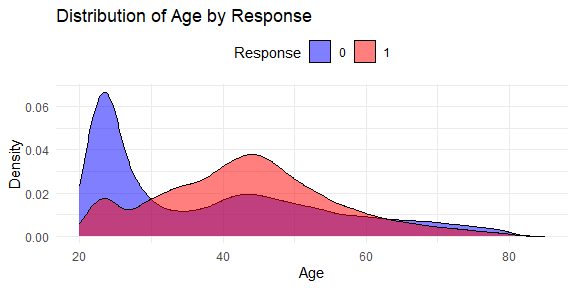 Distribution of Age by Response
Response 0 1
0.06
0.04
0.02
0.00
Density
20 40 60 80
Age